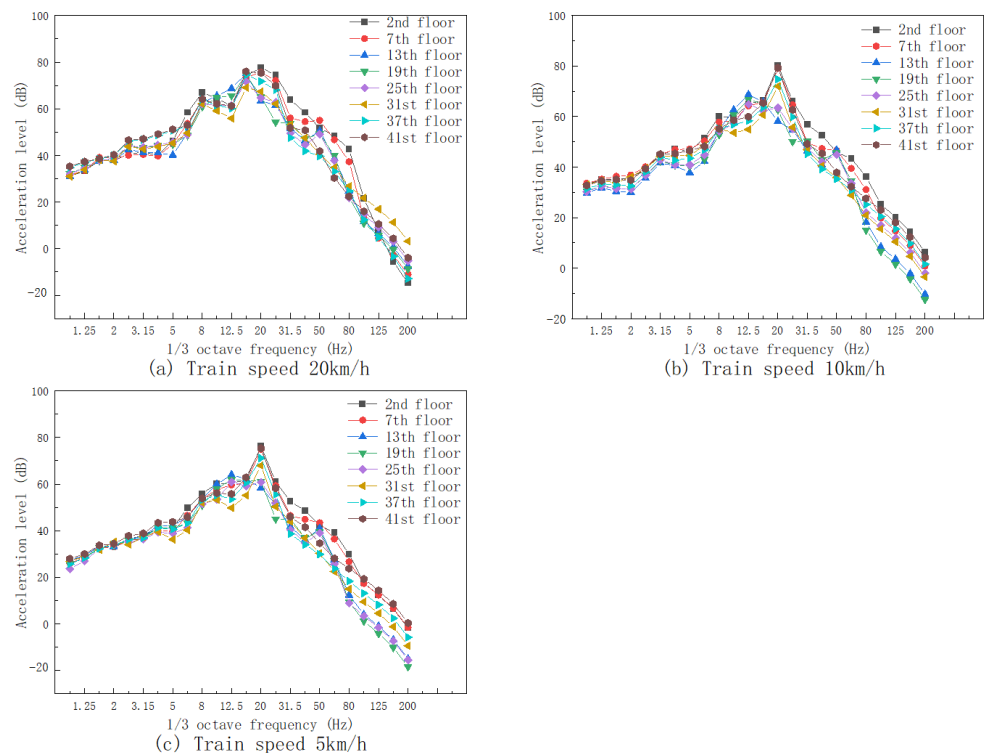 100
80
60
40
20
0
-20
Acceleration level (dB)
2nd floor
7th floor
13th floor
19th floor
25th floor
31st floor
37th floor
41st floor
1.25 2 3.15 5 8 12.5 20 31.5 50 80 125 200
1/3 octave frequency (Hz)
(a) Train speed 20km/h
100
80
60
40
20
0
-20
Acceleration level (dB)
2nd floor
7th floor
13th floor
19th floor
25th floor
31st floor
37th floor
41st floor
1.25 2 3.15 5 8 12.5 20 31.5 50 80 125 200
1/3 octave frequency (Hz)
(b) Train speed 10km/h
100
80
60
40
20
0
-20
Acceleration level (dB)
2nd floor
7th floor
13th floor
19th floor
25th floor
31st floor
37th floor
41st floor
1.25 2 3.15 5 8 12.5 20 31.5 50 80 125 200
1/3 octave frequency (Hz)
(c) Train speed 5km/h